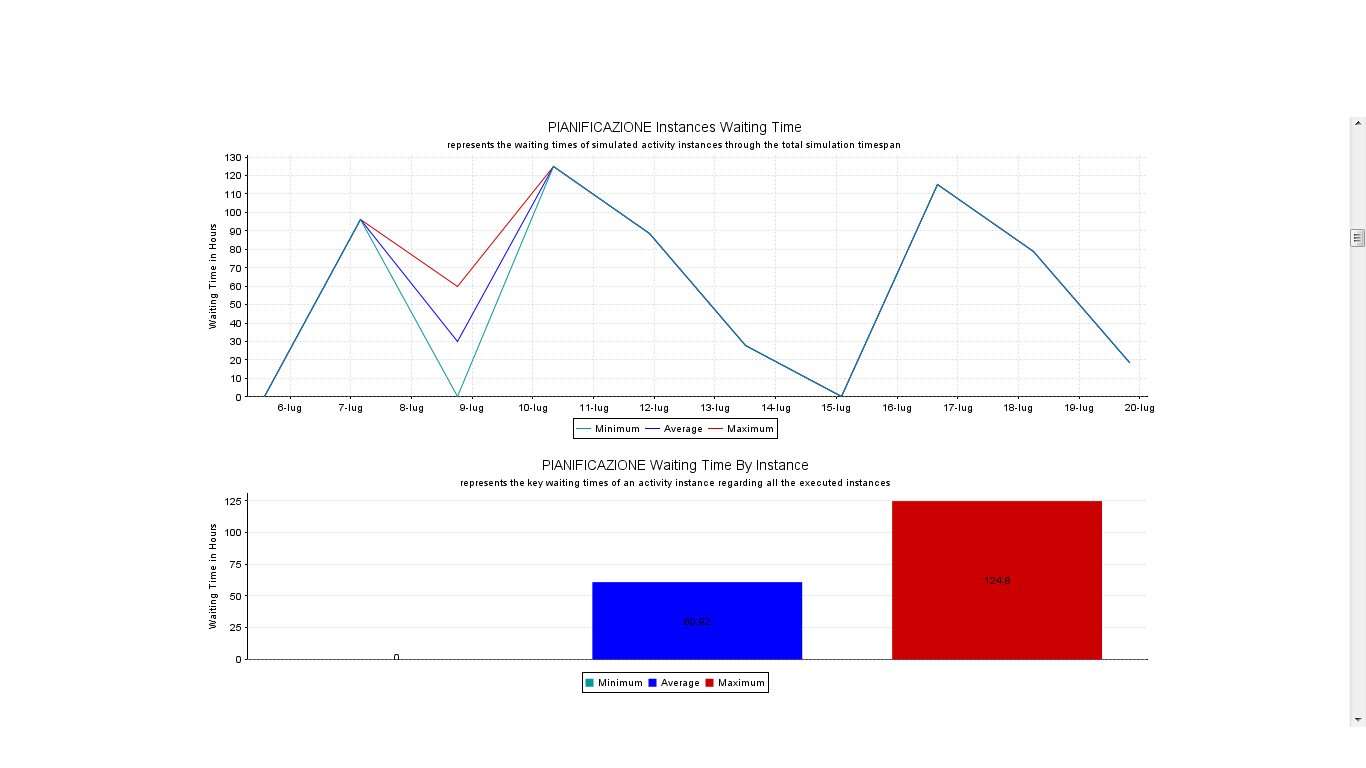 PIANIFICAZIONE Instances Waiting Time
represents the waiting times of simulated activity instances through the total simulation timespan
Waiting Time in Hours
130
120
110
100
90
80
70
60
50
40
30
20
10
0
6-lug 7-lug 8-lug 9-lug 10-lug 11-lug 12-lug 13-lug 14-lug 15-lug 16-lug 17-lug 18-lug 19-lug 20-lug
Minimum Average Maximum
PIANIFICAZIONE Waiting Time By Instance
represents the key waiting times of an activity instance regarding all the executed instances
Waiting Time in Hours
125
100
75
50
25
0
0
60.92
124.8
Minimum Average Maximum